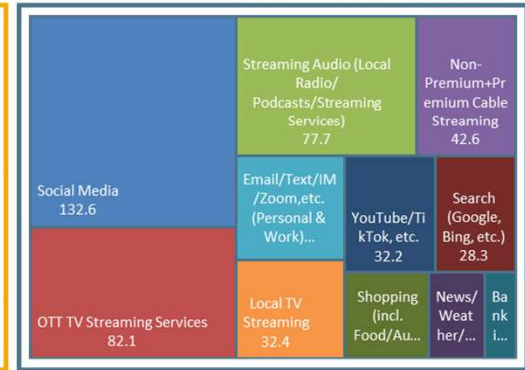 Social Media
132.6
OTT TV Streaming Services
82.1
Streaming Audio (Local
Radio/
Podcasts/Streaming
Services)
77.7
Non-
Premium+Pr
emium Cable
Streaming
42.6
Email/Text/IM
/Zoom,etc.
(Personal &
Work)...
Local TV
Streaming
32.4
YouTube/Ti
kTok, etc.
32.2
Search
(Google,
Bing, etc.)
28.3
Shopping
(incl.
Food/Au...
News/
Weat
her/...
Ba
nk
i...